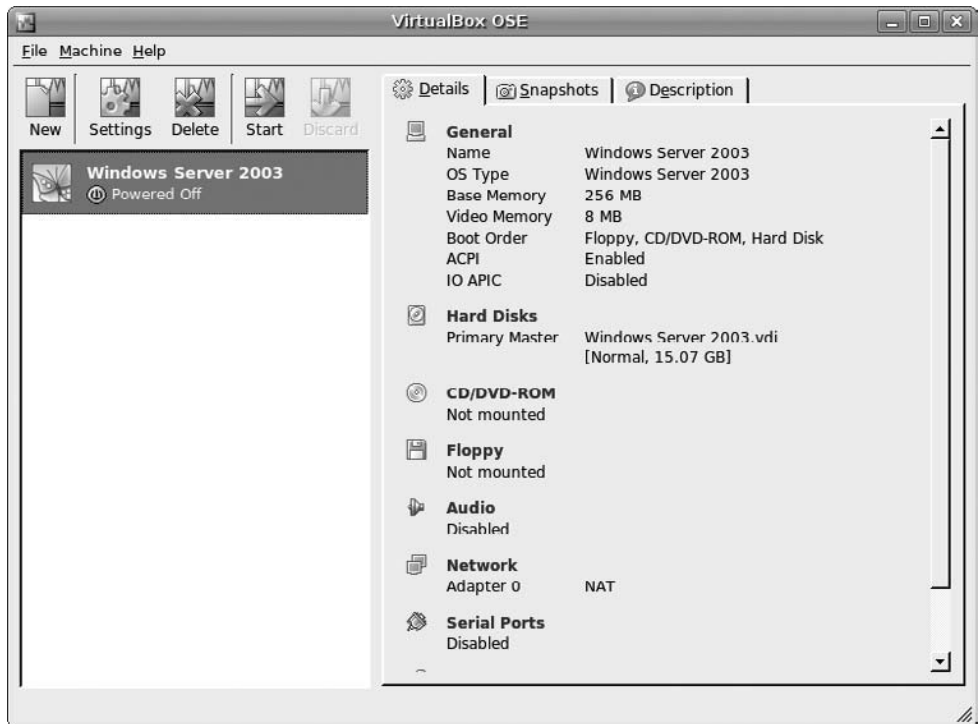 VirtualBox OSE
File Machine Help
New Settings Delete Start Discard
Windows Server 2003
Powered Off
Details Snapshots Description
General
Name Windows Server 2003
OS Type Windows Server 2003
Base Memory 256 MB
Video Memory 8 MB
Boot Order Floppy, CD/DVD-ROM, Hard Disk
ACPI Enabled
IO APIC Disabled
Hard Disks
Primary Master Windows Server 2003.vdi
[Normal, 15.07 GB]
CD/DVD-ROM
Not mounted
Floppy
Not mounted
Audio
Disabled
Network
Adapter 0 NAT
Serial Ports
Disabled